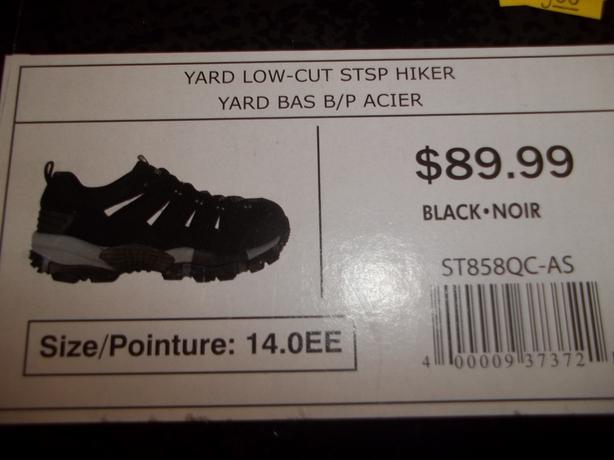 YARD LOW-CUT STSP HIKER
YARD BAS B/P ACIER
$89.99
BLACK•NOIR
ST858QC-AS
Size/Pointure: 14.0EE
4 00009 37372